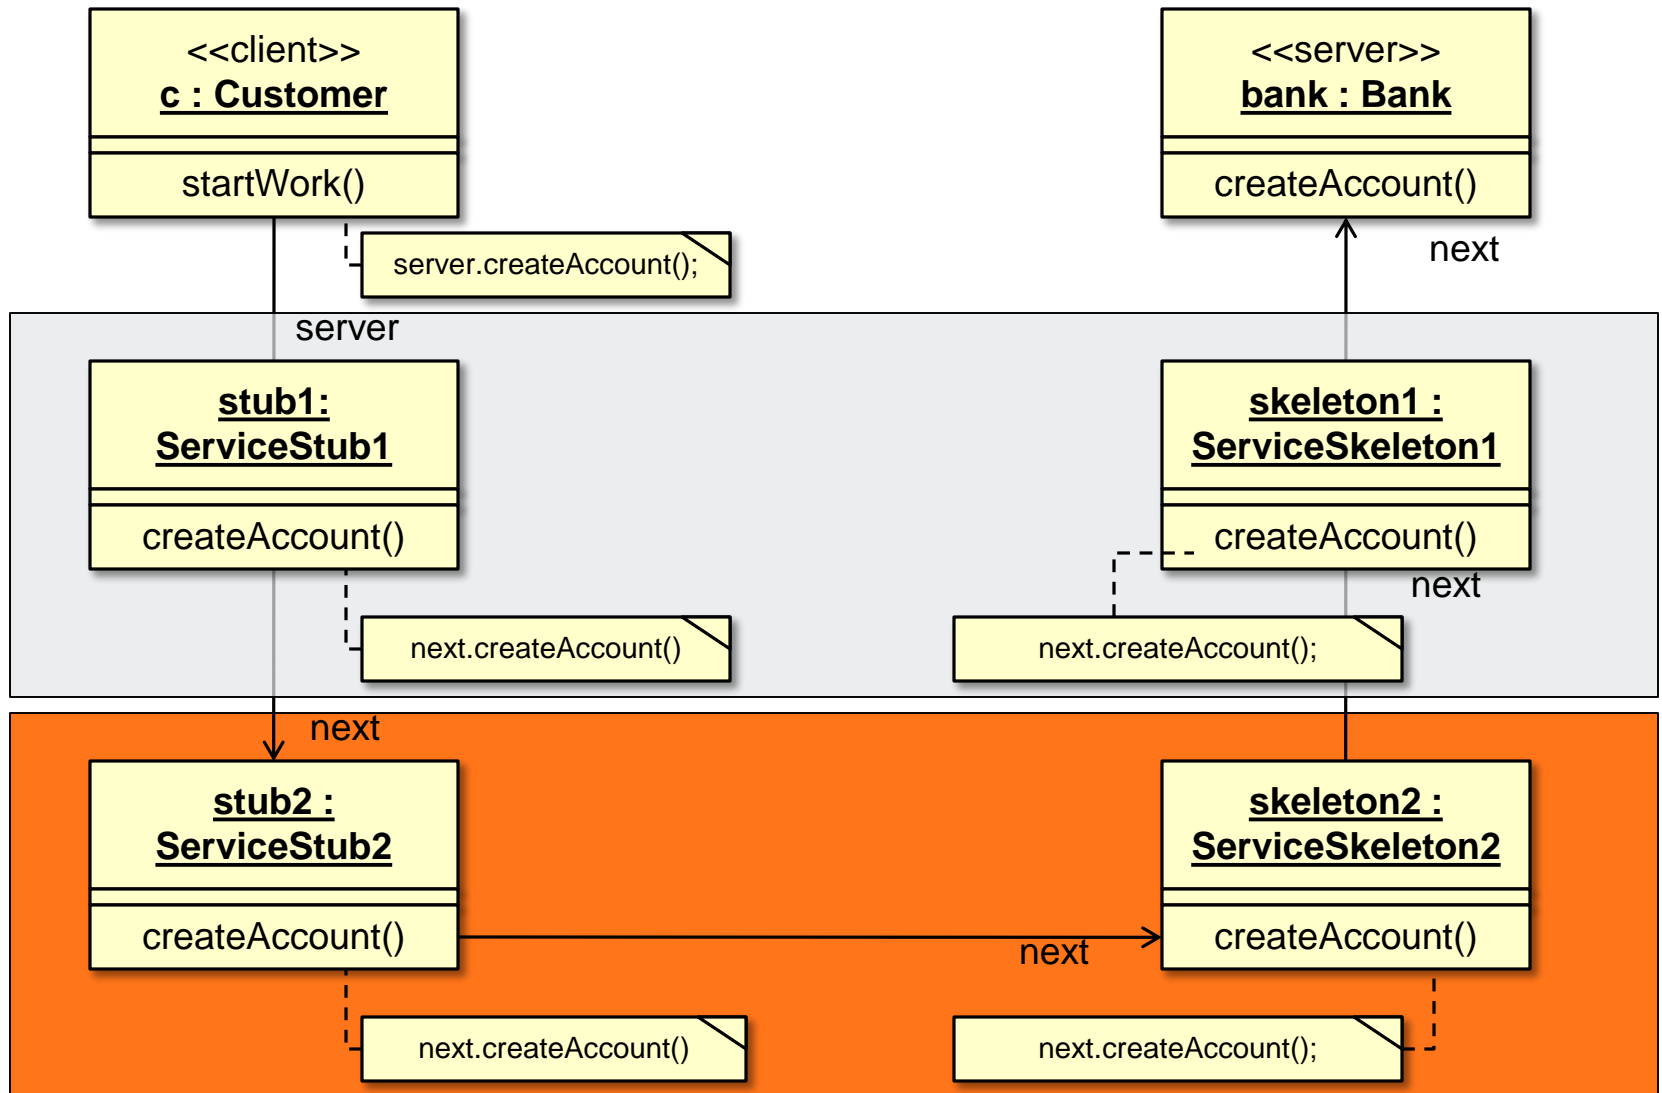 <<client>>
c : Customer
startWork()
server.createAccount();
<<server>>
bank : Bank
createAccount()
next
server
stub1:
ServiceStub1
createAccount()
next.createAccount()
skeleton1 :
ServiceSkeleton1
createAccount()
next
next.createAccount();
next
stub2 :
ServiceStub2
createAccount()
next.createAccount()
next
skeleton2 :
ServiceSkeleton2
createAccount()
next.createAccount();